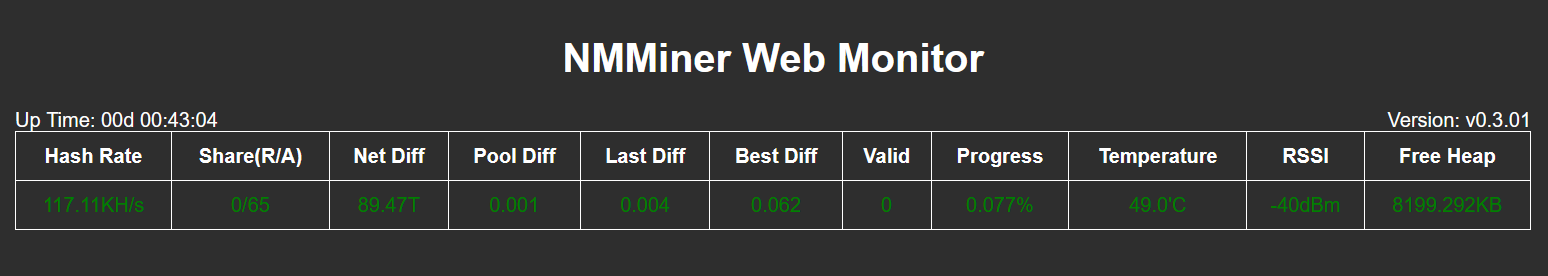 NMMiner Web Monitor
Up Time: 00d 00:43:04 Version: v0.3.01
Hash Rate Share(R/A) Net Diff Pool Diff Last Diff Best Diff Valid Progress Temperature RSSI Free Heap
117.11KH/s 0/65 89.47T 0.001 0.004 0.062 0 0.077% 49.0'C -40dBm 8199.292KB